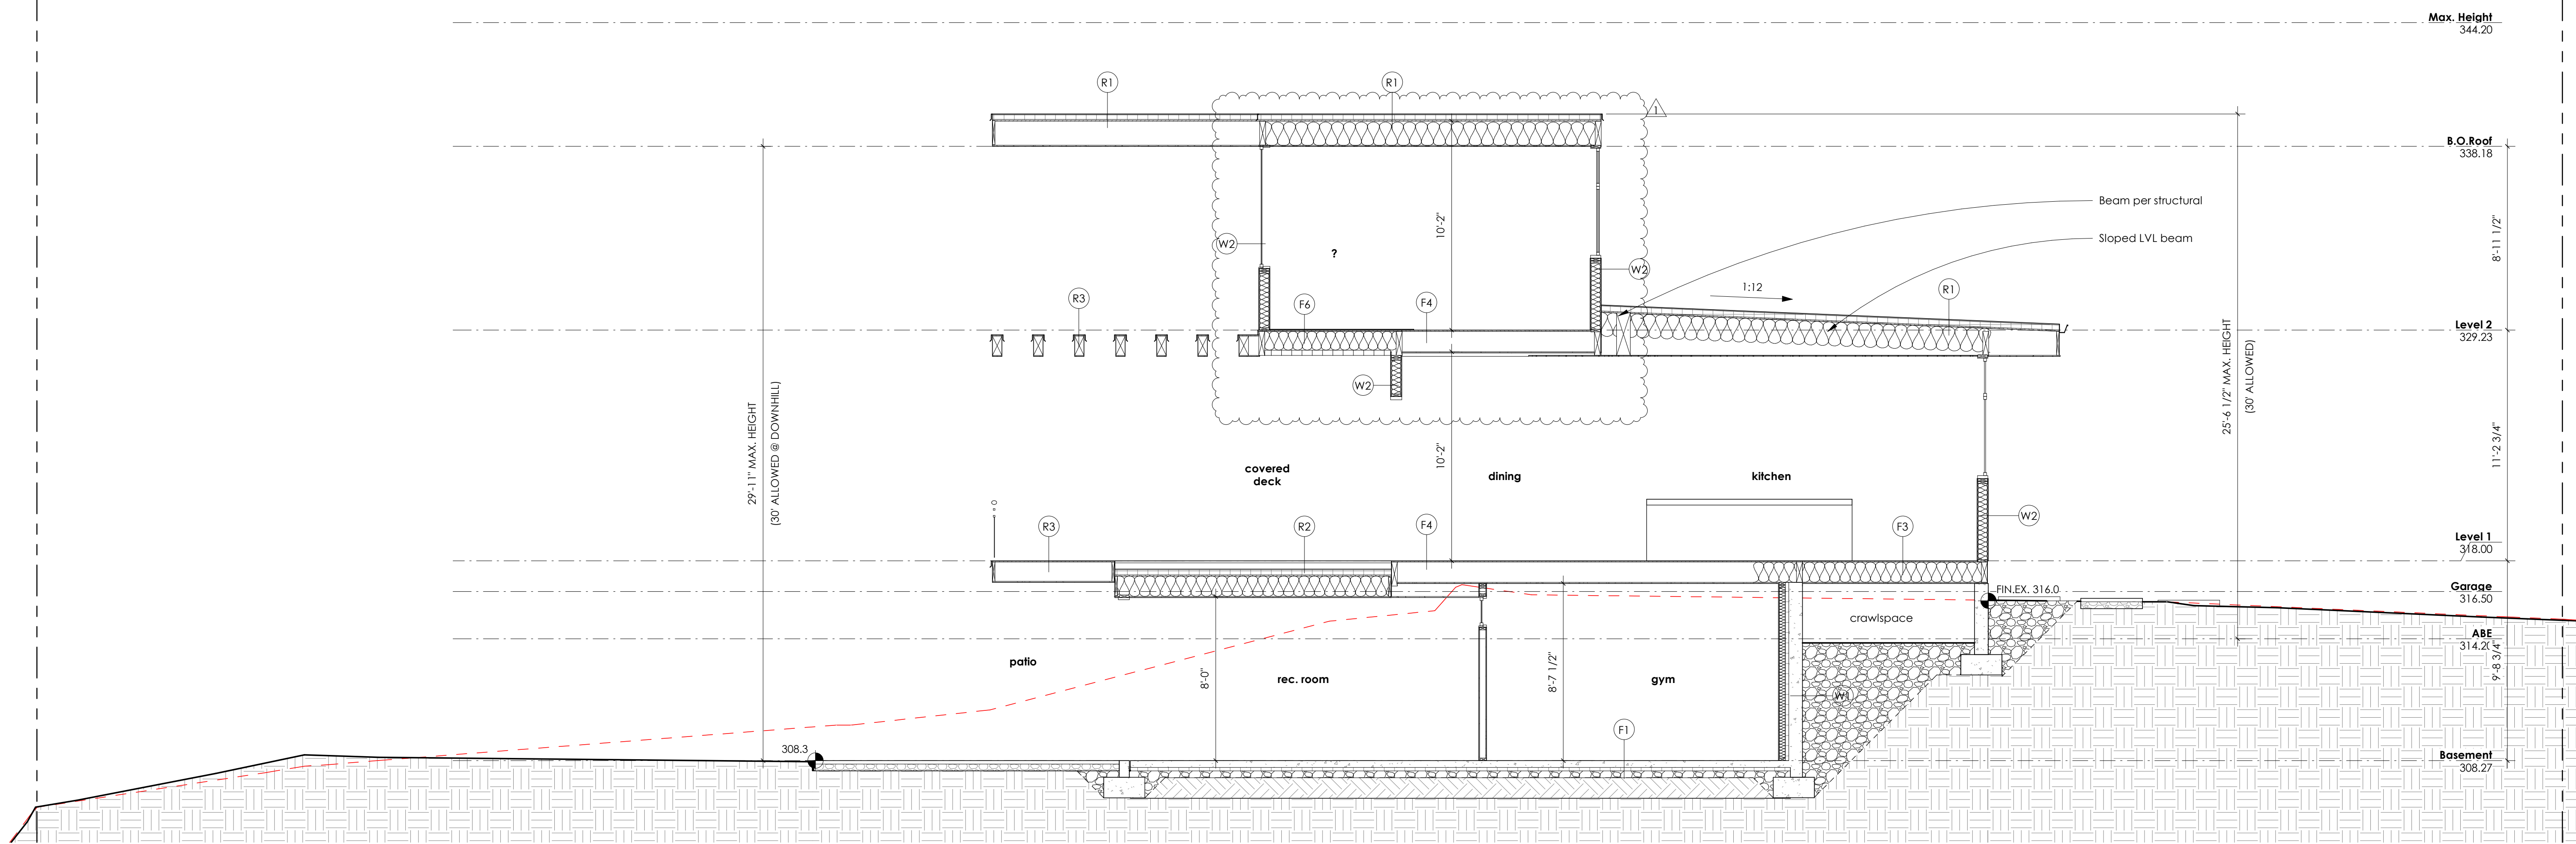 Max. Height
344.20
R1
R1
1
B.O.Roof
338.18
Beam per structural
8'-11 1/2"
10'-2"
Sloped LVL beam
W2
?
W2
1:12
R1
R3
F6
F4
Level 2
329.23
25'-6 1/2" MAX. HEIGHT
(30' ALLOWED)
W2
29'-11" MAX. HEIGHT
(30' ALLOWED @ DOWNHILL)
11'-2 3/4"
10'-2"
covered
deck
dining
kitchen
R3
R2
F4
F3
W2
Level 1
318.00
FIN.EX. 316.0
Garage
316.50
crawlspace
ABE
314.20
patio
8'-0"
rec. room
8'-7 1/2"
gym
9'-8 3/4"
W1
F1
308.3
Basement
308.27